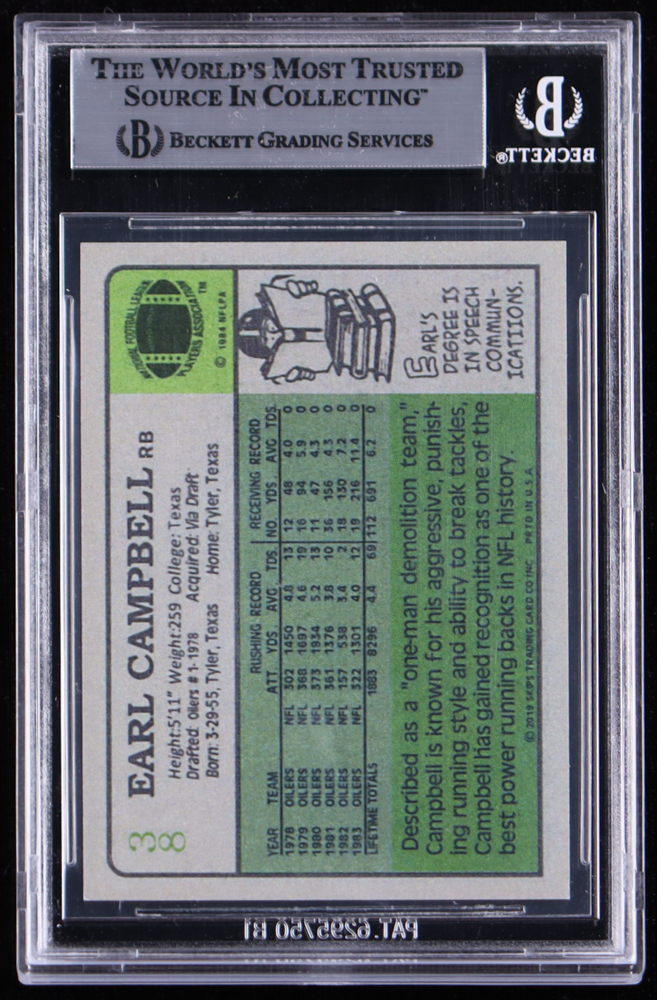 THE WORLD'S MOST TRUSTED
SOURCE IN COLLECTING™
B BECKETT GRADING SERVICES
B
BECKETT®
38
EARL CAMPBELL RB
Height:5'11" Weight:259 College: Texas
Drafted: Oilers #1-1978 Acquired: Via Draft
Born: 3-29-55, Tyler, Texas Home: Tyler, Texas
NATIONAL FOOTBALL LEAGUE
PLAYERS ASSOCIATION
™
© 1984 NFLPA
RUSHING RECORD RECEIVING RECORD
YEAR TEAM ATT YDS AVG TDS. NO. YDS AVG TDS
1978 OILERS NFL 302 1450 4.8 13 12 48 4.0 0
1979 OILERS NFL 368 1697 4.6 19 16 94 5.9 0
1980 OILERS NFL 373 1934 5.2 13 11 47 4.3 0
1981 OILERS NFL 361 1376 3.8 10 36 156 4.3 0
1982 OILERS NFL 157 538 3.4 2 18 130 7.2 0
1983 OILERS NFL 322 1301 4.0 12 19 216 11.4 0
LIFETIME TOTALS 1883 8296 4.4 69 112 691 6.2 0
EARL'S
DEGREE IS
IN SPEECH
COMMUN-
ICATIONS.
Described as a "one-man demolition team,"
Campbell is known for his aggressive, punish-
ing running style and ability to break tackles,
Campbell has gained recognition as one of the
best power running backs in NFL history.
© 2019 SKIPS TRADING CARD CO INC PRTD IN U.S.A
PAT. 6295750 B1